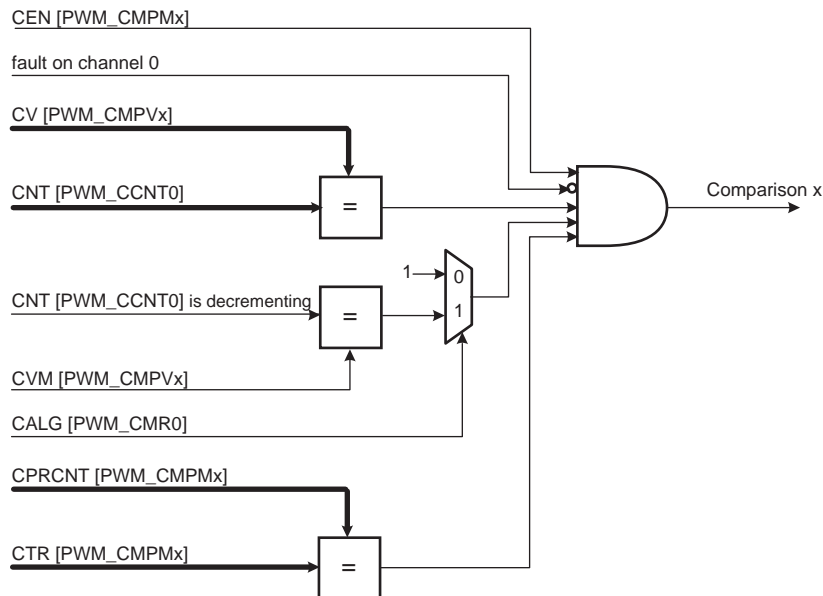 CEN [PWM_CMPMx]
fault on channel 0
CV [PWM_CMPVx]
CNT [PWM_CCNT0]
=
Comparison x
1
0
CNT [PWM_CCNT0] is decrementing
=
1
CVM [PWM_CMPVx]
CALG [PWM_CMR0]
CPRCNT [PWM_CMPMx]
CTR [PWM_CMPMx]
=